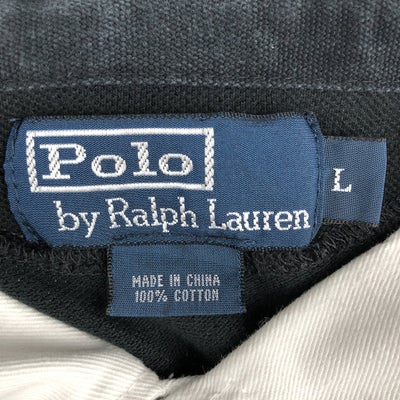 Polo
by Ralph Lauren
L
MADE IN CHINA
100% COTTON